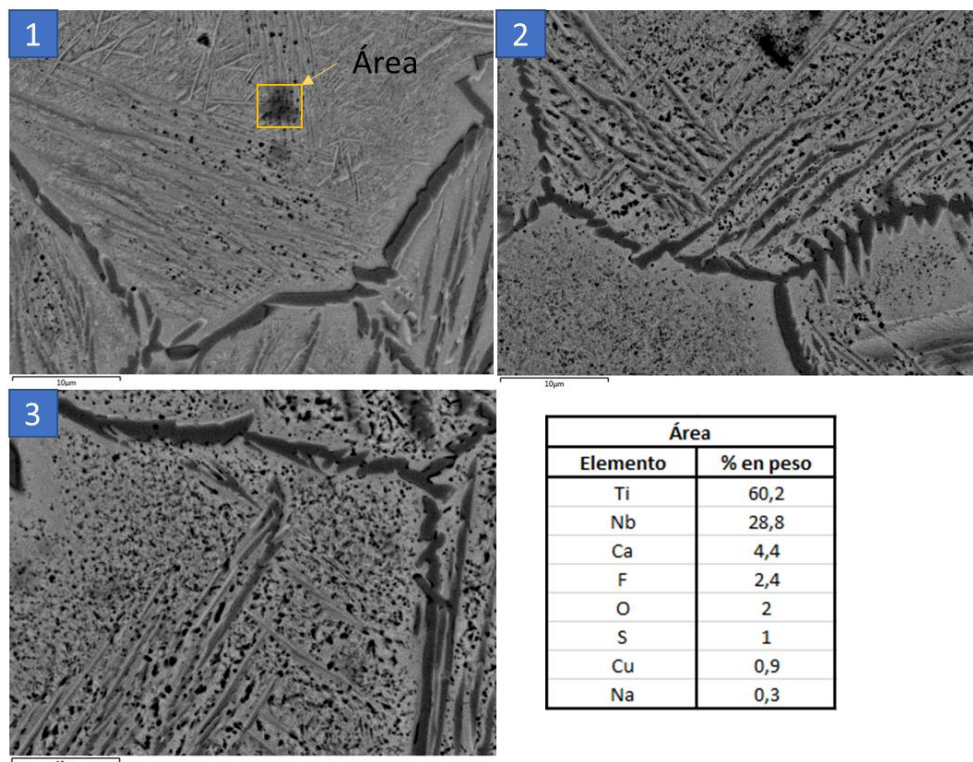 1
Área
2
10μm
10μm
3
Área
Elemento % en peso
Ti 60,2
Nb 28,8
Ca 4,4
F 2,4
O 2
S 1
Cu 0,9
Na 0,3